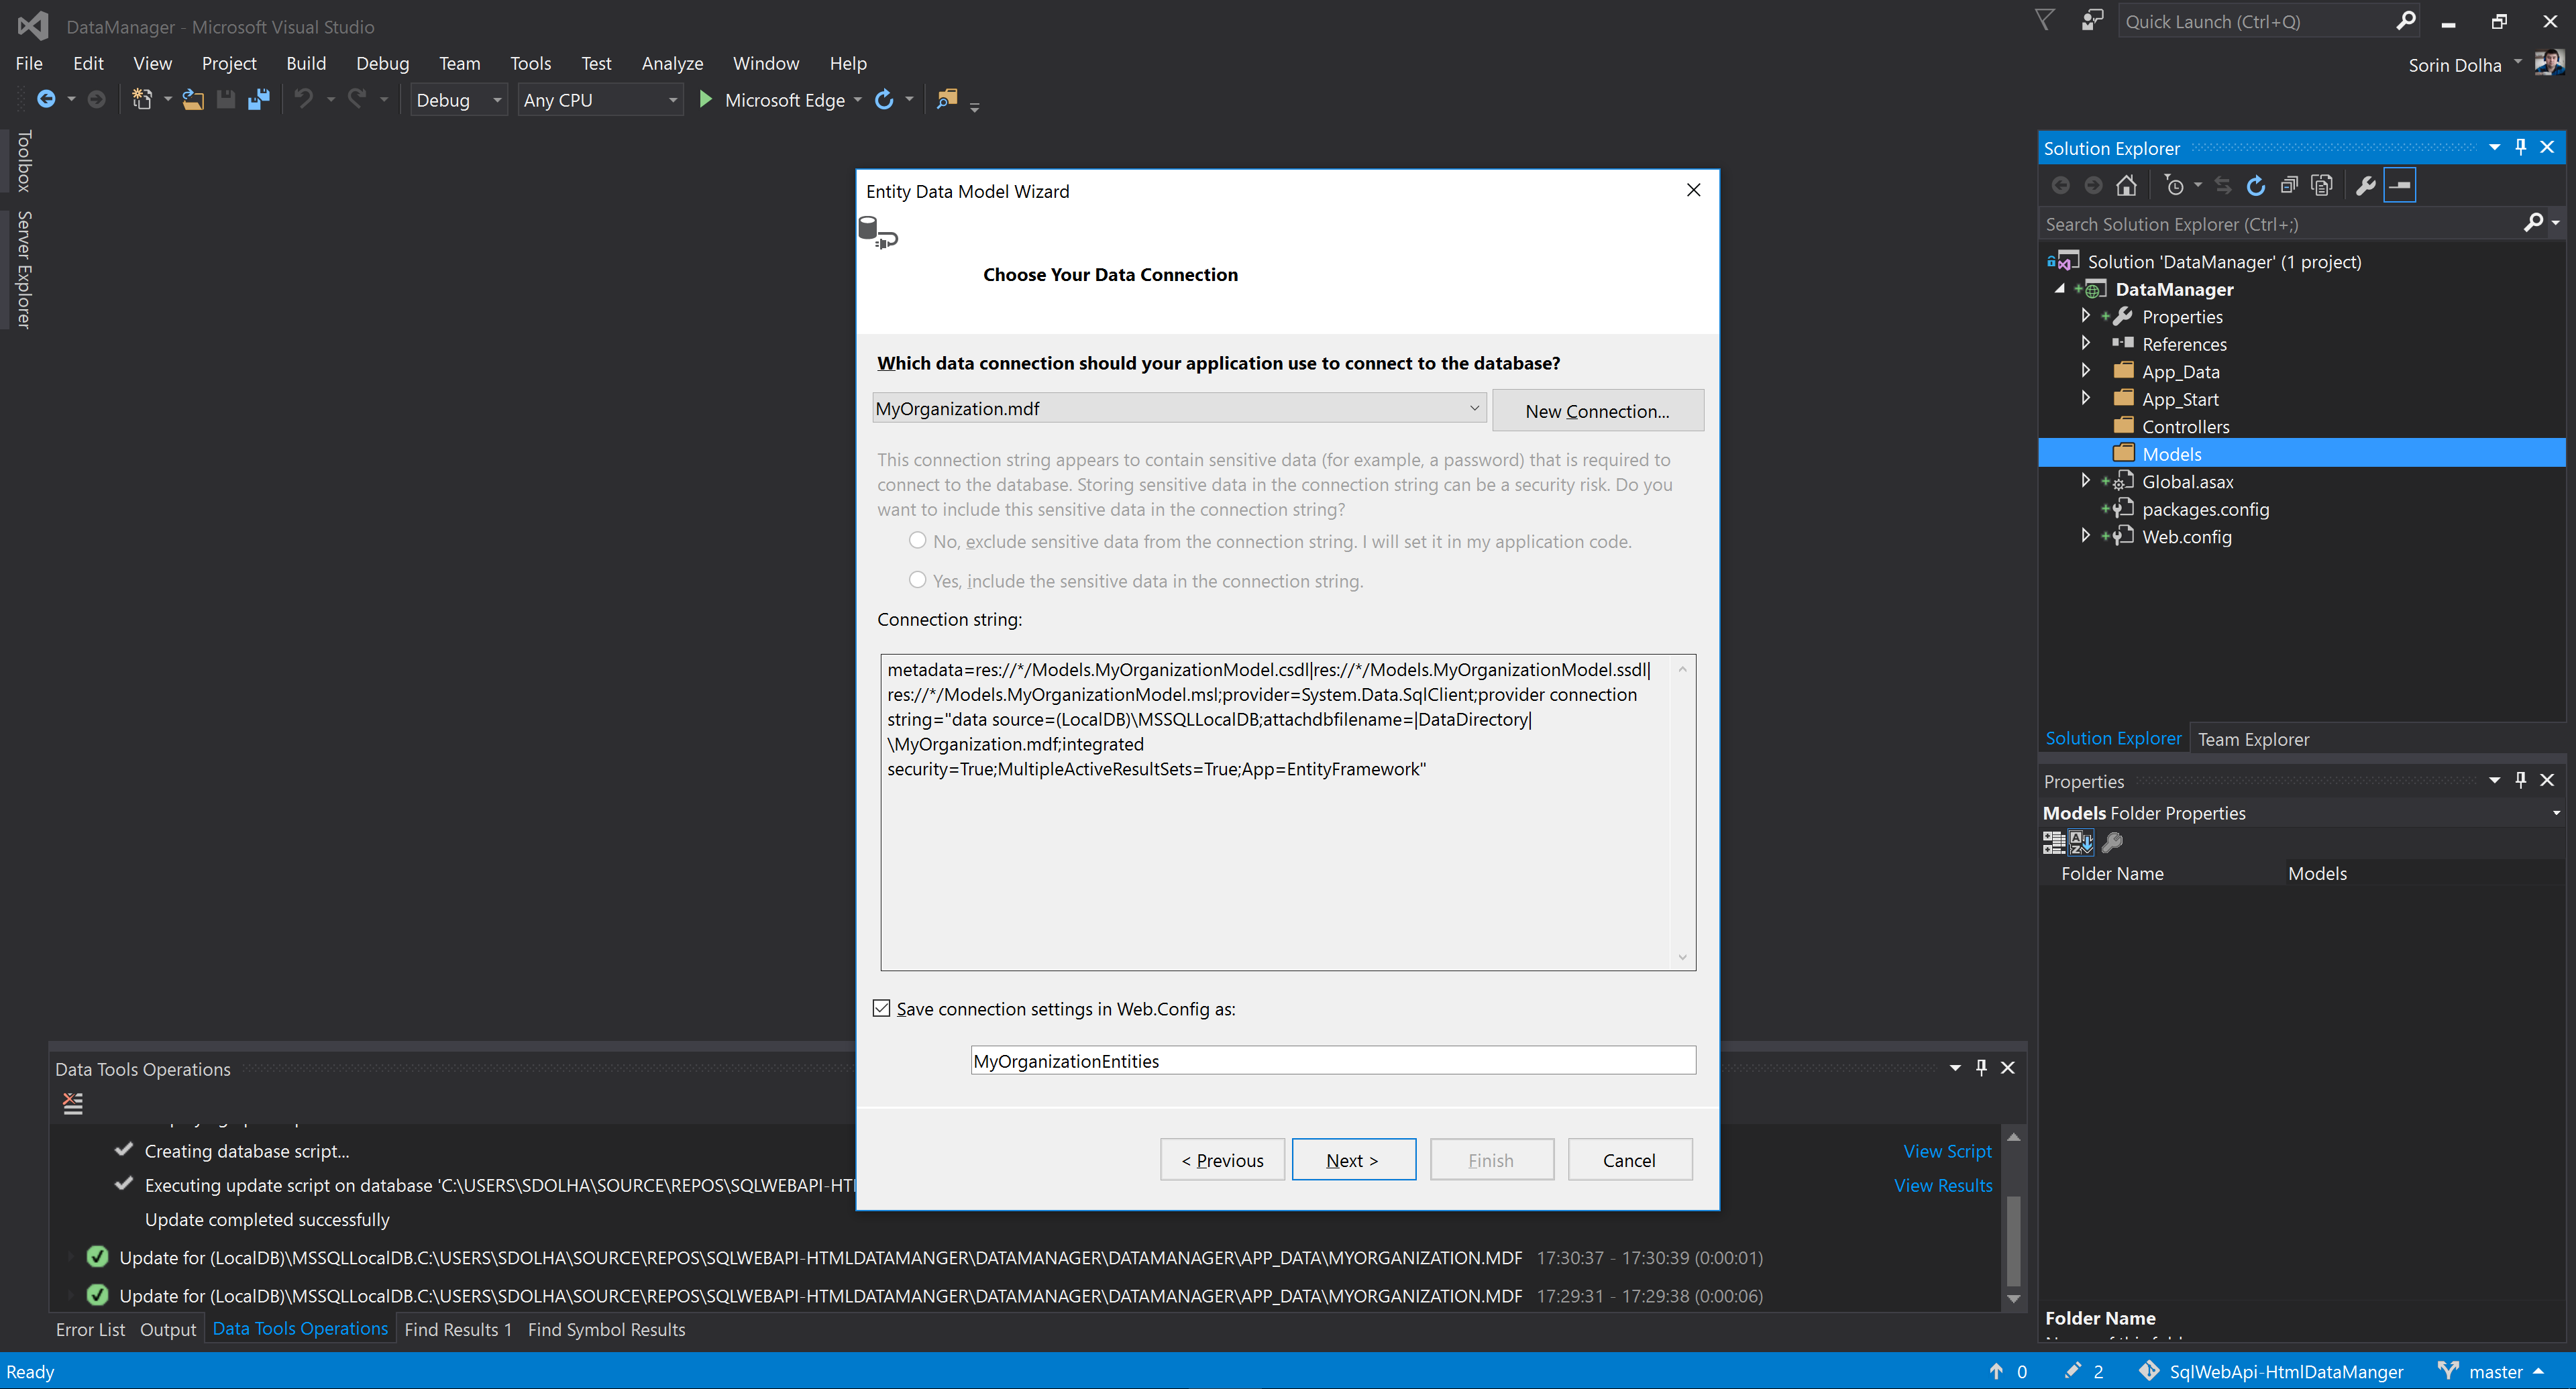 DataManager - Microsoft Visual Studio
Quick Launch (Ctrl+Q)
File Edit View Project Build Debug Team Tools Test Analyze Window Help
Sorin Dolha
Debug Any CPU Microsoft Edge
Toolbox
Server Explorer
Entity Data Model Wizard
Choose Your Data Connection
Which data connection should your application use to connect to the database?
MyOrganization.mdf
New Connection...
This connection string appears to contain sensitive data (for example, a password) that is required to
connect to the database. Storing sensitive data in the connection string can be a security risk. Do you
want to include this sensitive data in the connection string?
No, exclude sensitive data from the connection string. I will set it in my application code.
Yes, include the sensitive data in the connection string.
Connection string:
metadata=res://*/Models.MyOrganizationModel.csdl|res://*/Models.MyOrganizationModel.ssdl|
res://*/Models.MyOrganizationModel.msl;provider=System.Data.SqlClient;provider connection
string="data source=(LocalDB)\MSSQLLocalDB;attachdbfilename=|DataDirectory|
\MyOrganization.mdf;integrated
security=True;MultipleActiveResultSets=True;App=EntityFramework"
Save connection settings in Web.Config as:
MyOrganizationEntities
< Previous Next > Finish Cancel
Solution Explorer
Search Solution Explorer (Ctrl+;)
Solution 'DataManager' (1 project)
DataManager
Properties
References
App_Data
App_Start
Controllers
Models
Global.asax
packages.config
Web.config
Solution Explorer Team Explorer
Properties
Models Folder Properties
Folder Name Models
Folder Name
Data Tools Operations
Creating database script... View Script
Executing update script on database 'C:\USERS\SDOLHA\SOURCE\REPOS\SQLWEBAPI-HTI View Results
Update completed successfully
Update for (LocalDB)\MSSQLLocalDB.C:\USERS\SDOLHA\SOURCE\REPOS\SQLWEBAPI-HTMLDATAMANGER\DATAMANAGER\DATAMANAGER\APP_DATA\MYORGANIZATION.MDF 17:30:37 - 17:30:39 (0:00:01)
Update for (LocalDB)\MSSQLLocalDB.C:\USERS\SDOLHA\SOURCE\REPOS\SQLWEBAPI-HTMLDATAMANGER\DATAMANAGER\DATAMANAGER\APP_DATA\MYORGANIZATION.MDF 17:29:31 - 17:29:38 (0:00:06)
Error List Output Data Tools Operations Find Results 1 Find Symbol Results
Ready 0 2 SqlWebApi-HtmlDataManger master